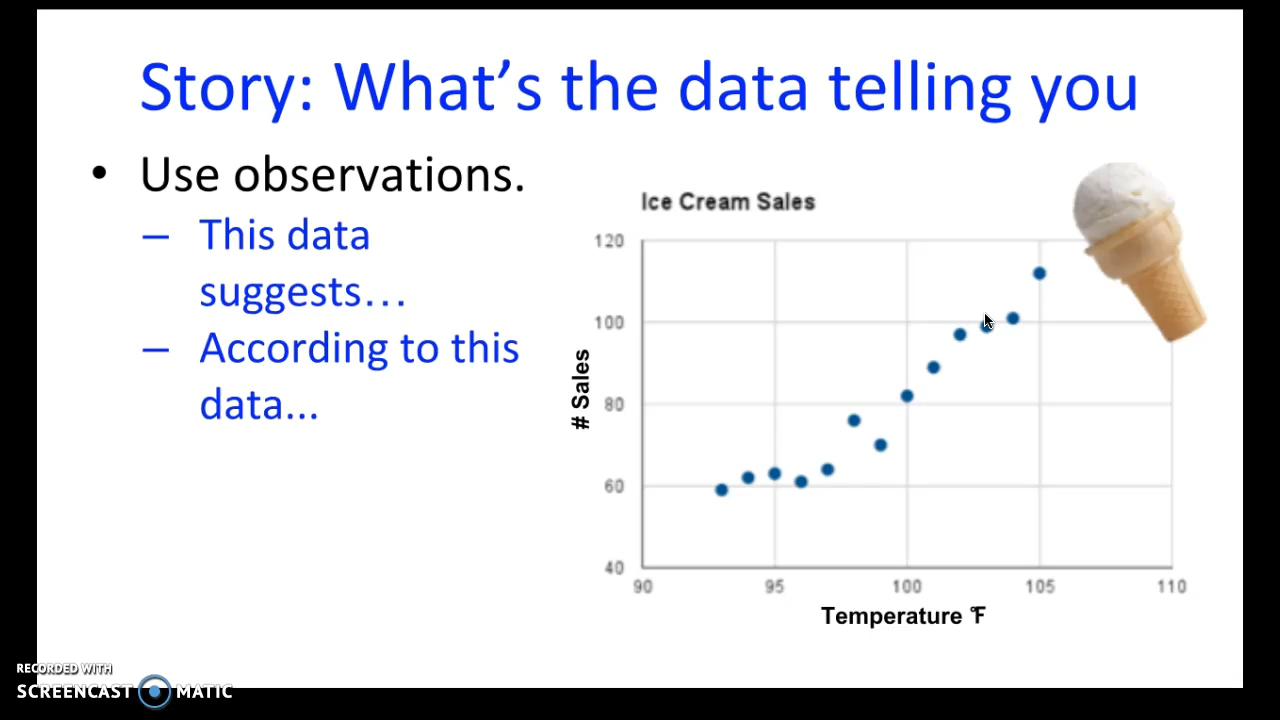 Story: What’s the data telling you
• Use observations.
– This data
suggests…
– According to this
data...
Ice Cream Sales
120
100
80
60
40
# Sales
90 95 100 105 110
Temperature °F
RECORDED WITH
SCREENCAST MATIC